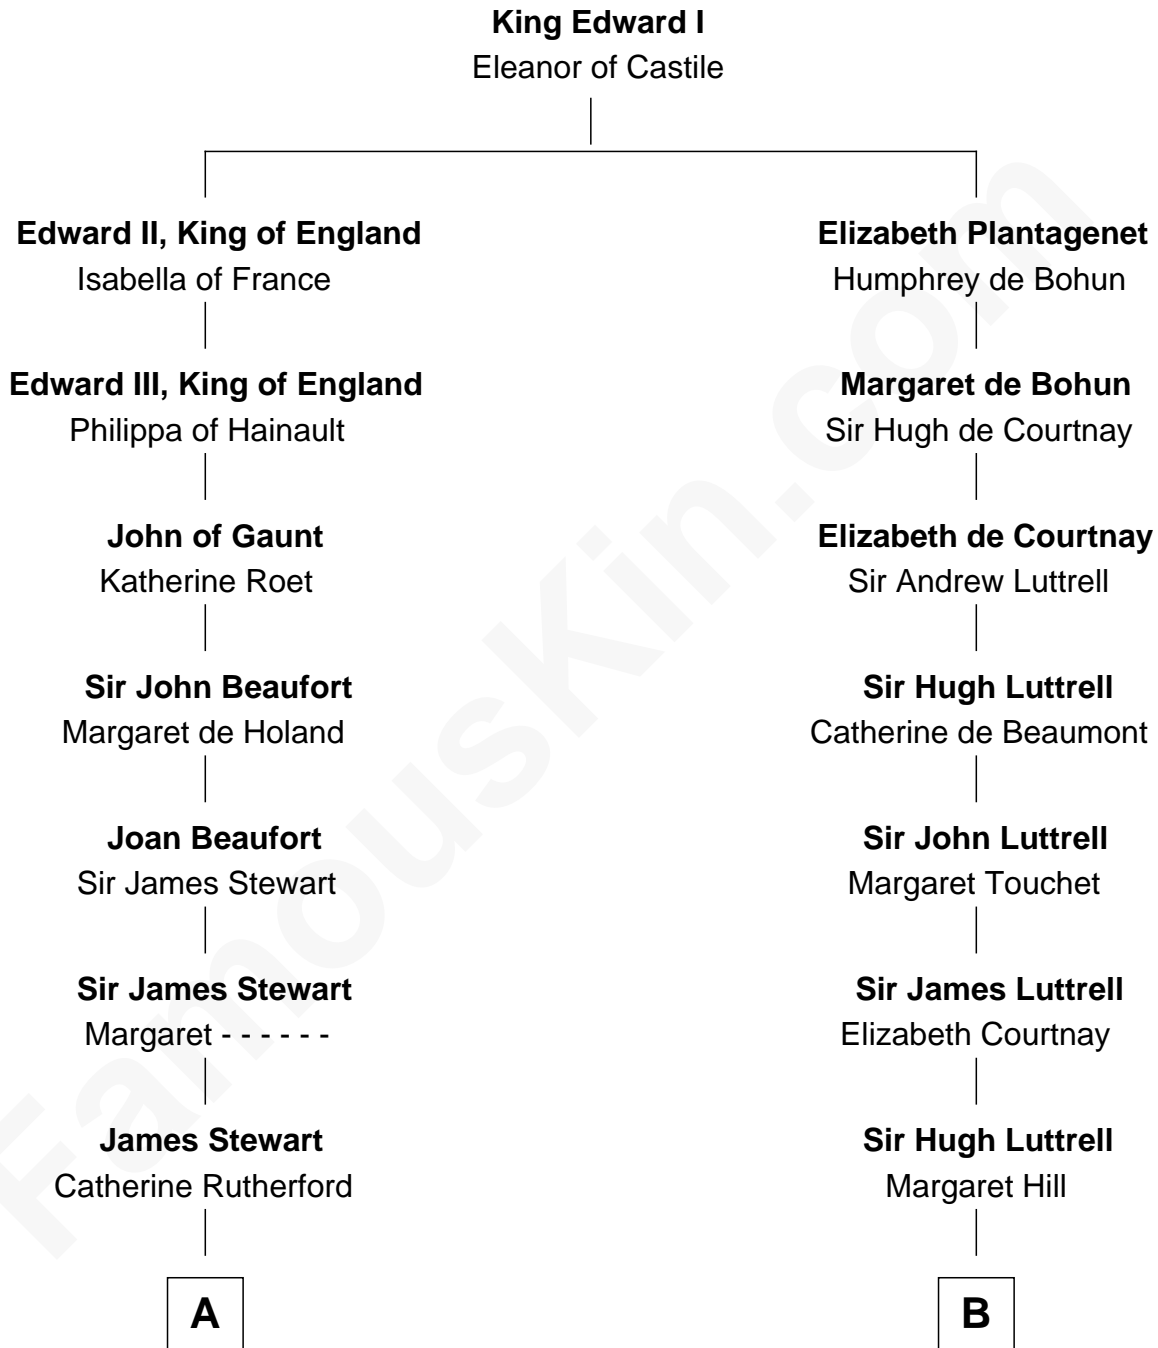 King Edward I
Eleanor of Castile
Edward II, King of England
Isabella of France
Edward III, King of England
Philippa of Hainault
John of Gaunt
Katherine Roet
Sir John Beaufort
Margaret de Holand
Joan Beaufort
Sir James Stewart
Sir James Stewart
Margaret - - - - - -
James Stewart
Catherine Rutherford
A
Elizabeth Plantagenet
Humphrey de Bohun
Margaret de Bohun
Sir Hugh de Courtnay
Elizabeth de Courtnay
Sir Andrew Luttrell
Sir Hugh Luttrell
Catherine de Beaumont
Sir John Luttrell
Margaret Touchet
Sir James Luttrell
Elizabeth Courtnay
Sir Hugh Luttrell
Margaret Hill
B
FamousKin.com